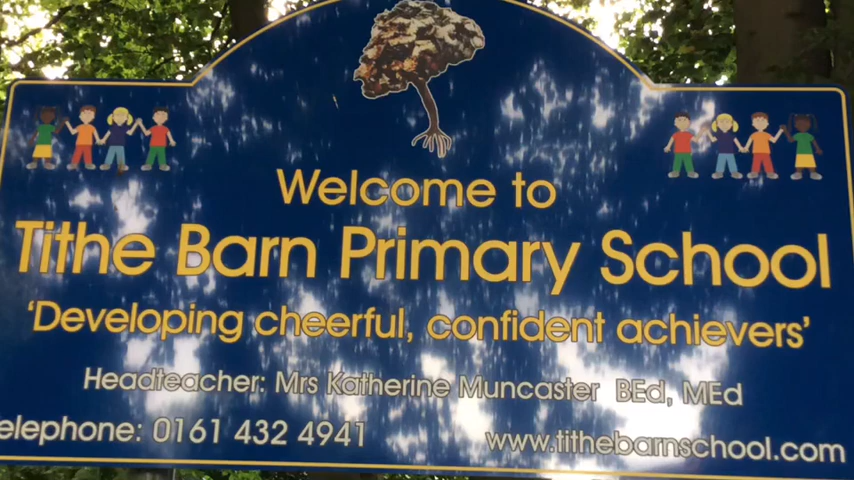 Welcome to
Tithe Barn Primary School
'Developing cheerful, confident achievers'
Headteacher: Mrs Katherine Muncaster BEd, MEd
elephone: 0161 432 4941
www.tithebarnschool.com